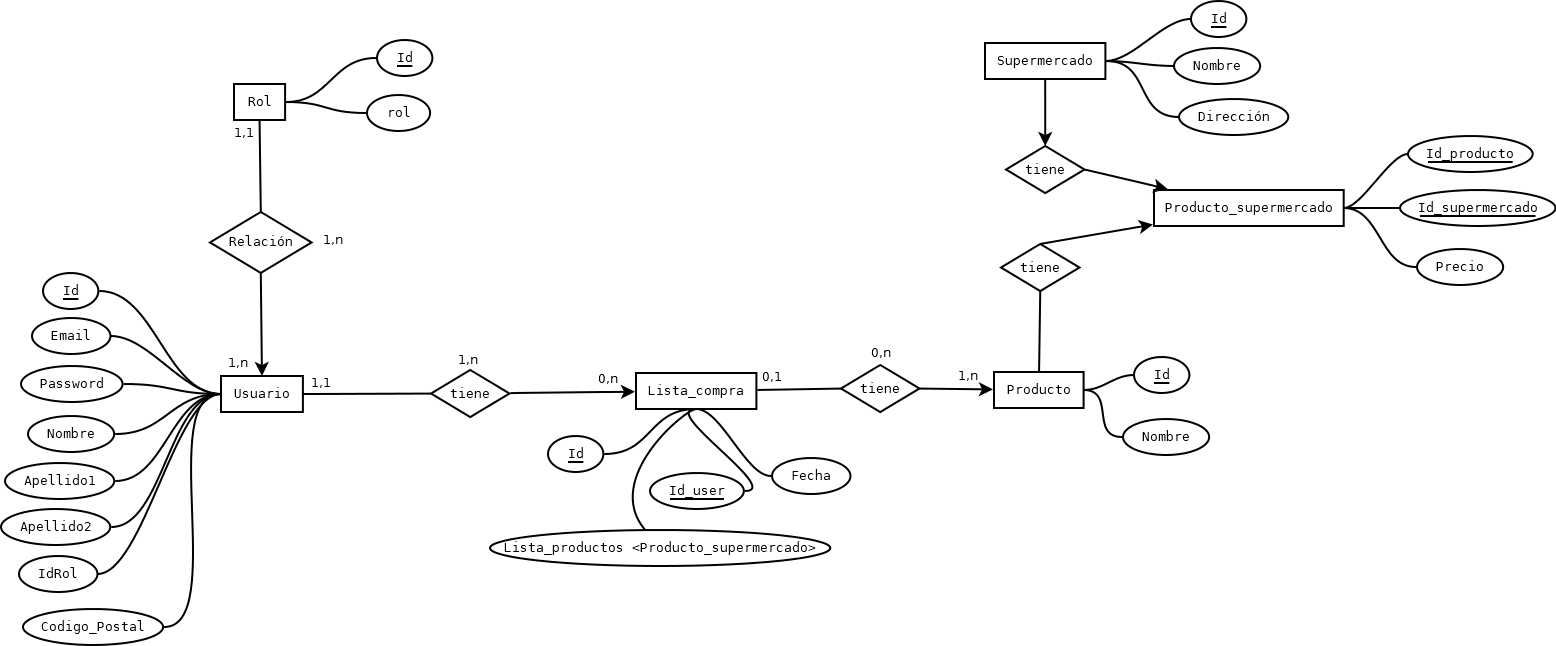 Id
Supermercado
Nombre
Id
Rol
rol
Dirección
1,1
tiene
Id_producto
Producto_supermercado
Id_supermercado
Relación
1,n
tiene
Precio
Id
Email
1,n
1,n
0,n
0,n
Password
Usuario
1,1
tiene
0,n
Lista_compra
0,1
tiene
1,n
Producto
Id
Nombre
Nombre
Id
Fecha
Apellido1
Id_user
Apellido2
Lista_productos <Producto_supermercado>
IdRol
Codigo_Postal